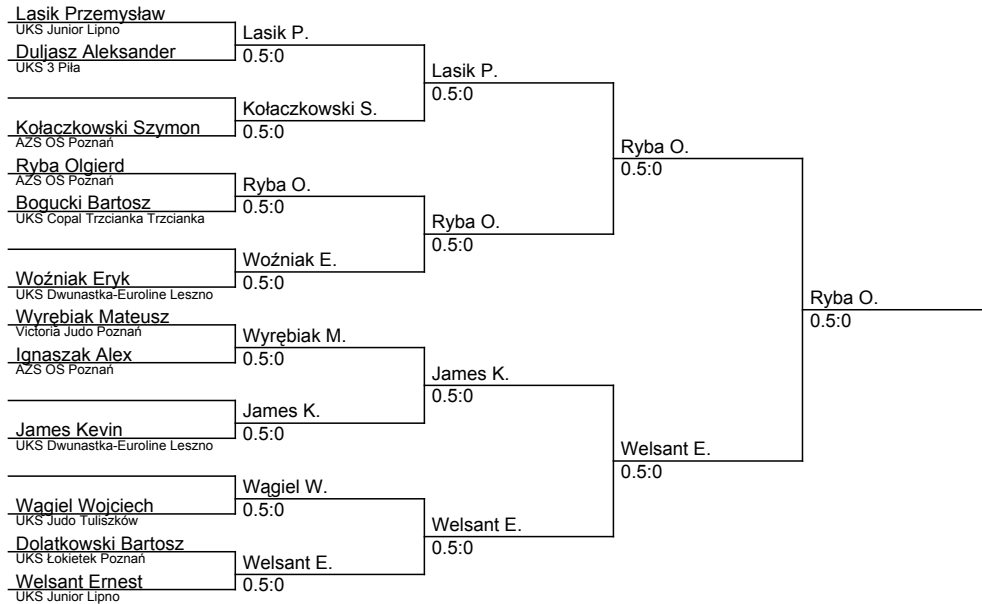 Lasik Przemysław
UKS Junior Lipno
Duljasz Aleksander
UKS 3 Piła
Kołaczkowski Szymon
AZS OŚ Poznań
Ryba Olgierd
AZS OŚ Poznań
Bogucki Bartosz
UKS Copal Trzcianka Trzcianka
Woźniak Eryk
UKS Dwunastka-Euroline Leszno
Wyrębiak Mateusz
Victoria Judo Poznań
Ignaszak Alex
AZS OŚ Poznań
James Kevin
UKS Dwunastka-Euroline Leszno
Wągiel Wojciech
UKS Judo Tuliszków
Dolatkowski Bartosz
UKS Łokietek Poznań
Welsant Ernest
UKS Junior Lipno
Lasik P.
0.5:0
Kołaczkowski S.
0.5:0
Ryba O.
0.5:0
Woźniak E.
0.5:0
Wyrębiak M.
0.5:0
James K.
0.5:0
Wągiel W.
0.5:0
Welsant E.
0.5:0
Lasik P.
0.5:0
Ryba O.
0.5:0
James K.
0.5:0
Welsant E.
0.5:0
Ryba O.
0.5:0
Welsant E.
0.5:0
Ryba O.
0.5:0